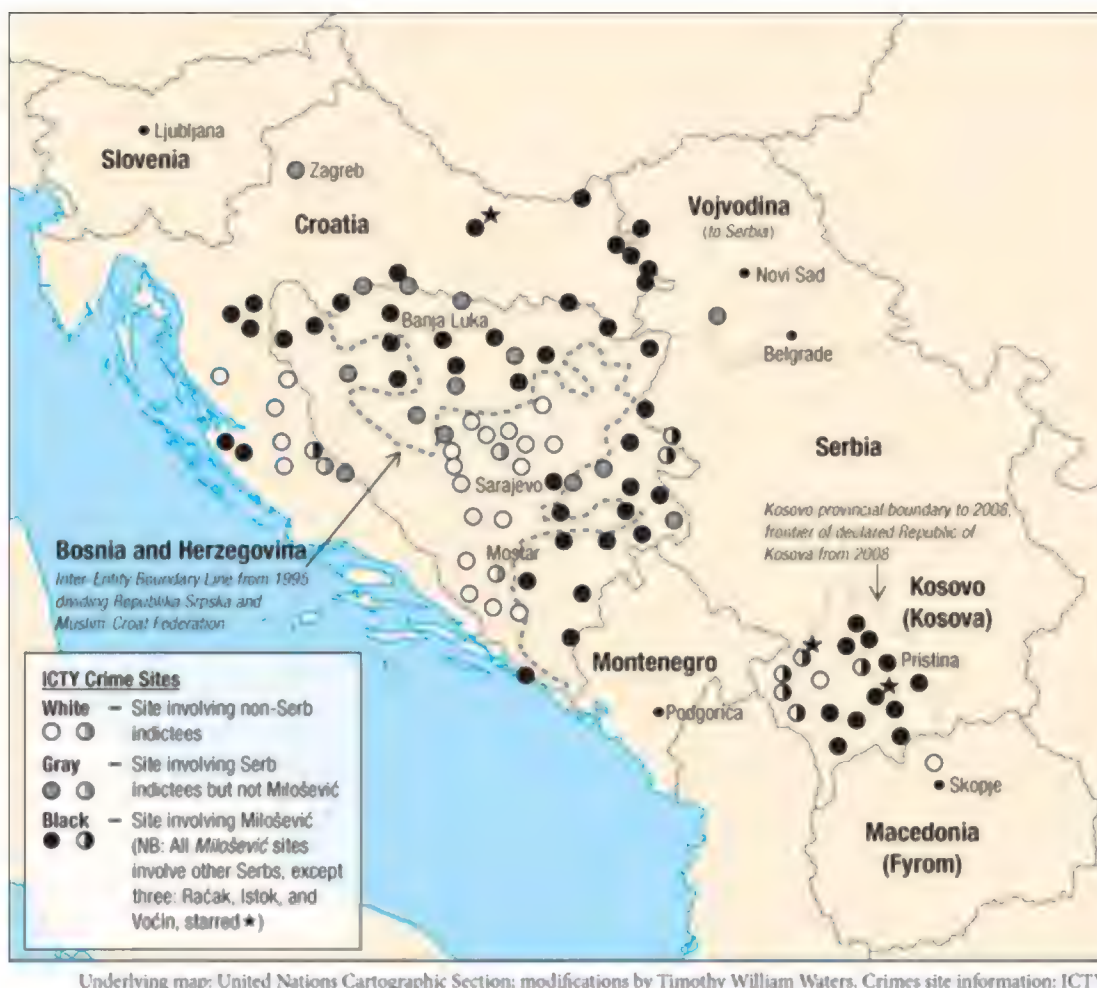 Ljubljana
Slovenia
Zagreb
Croatia
Vojvodina
(to Serbia)
Novi Sad
Banja Luka
Belgrade
Serbia
Sarajevo
Kosovo provincial boundary to 2008,
frontier of declared Republic of
Kosova from 2008
Bosnia and Herzegovina
Inter-Entity Boundary Line from 1995
dividing Republika Srpska and
Muslim-Croat Federation
Mostar
Kosovo
(Kosova)
Montenegro
Pristina
Podgorica
Skopje
Macedonia
(Fyrom)
ICTY Crime Sites
White – Site involving non-Serb
indictees
Gray – Site involving Serb
indictees but not Milošević
Black – Site involving Milošević
(NB: All Milošević sites
involve other Serbs, except
three: Račak, Istok, and
Voćin, starred ★)
Underlying map: United Nations Cartographic Section; modifications by Timothy William Waters. Crimes site information: ICTY